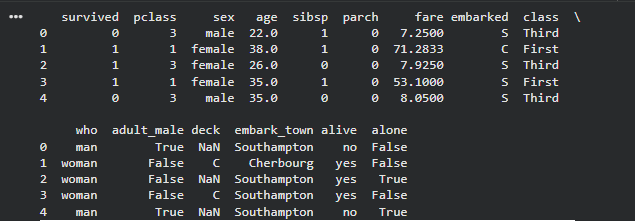 survived pclass sex age sibsp parch fare embarked class \
0 0 3 male 22.0 1 0 7.2500 S Third
1 1 1 female 38.0 1 0 71.2833 C First
2 1 3 female 26.0 0 0 7.9250 S Third
3 1 1 female 35.0 1 0 53.1000 S First
4 0 3 male 35.0 0 0 8.0500 S Third
who adult_male deck embark_town alive alone
0 man True NaN Southampton no False
1 woman False C Cherbourg yes False
2 woman False NaN Southampton yes True
3 woman False C Southampton yes False
4 man True NaN Southampton no True